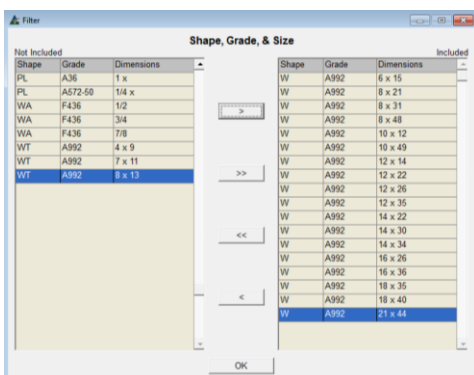 Filter
Shape, Grade, & Size
Not Included
Included
Shape Grade Dimensions
PL A36 1 x
PL A572-50 1/4 x
WA F436 1/2
WA F436 3/4
WA F436 7/8
WT A992 4 x 9
WT A992 7 x 11
WT A992 8 x 13
>
>>
<<
<
Shape Grade Dimensions
W A992 6 x 15
W A992 8 x 21
W A992 8 x 31
W A992 8 x 48
W A992 10 x 12
W A992 10 x 49
W A992 12 x 14
W A992 12 x 22
W A992 12 x 26
W A992 12 x 35
W A992 14 x 22
W A992 14 x 30
W A992 14 x 34
W A992 16 x 26
W A992 16 x 36
W A992 18 x 35
W A992 18 x 40
W A992 21 x 44
OK